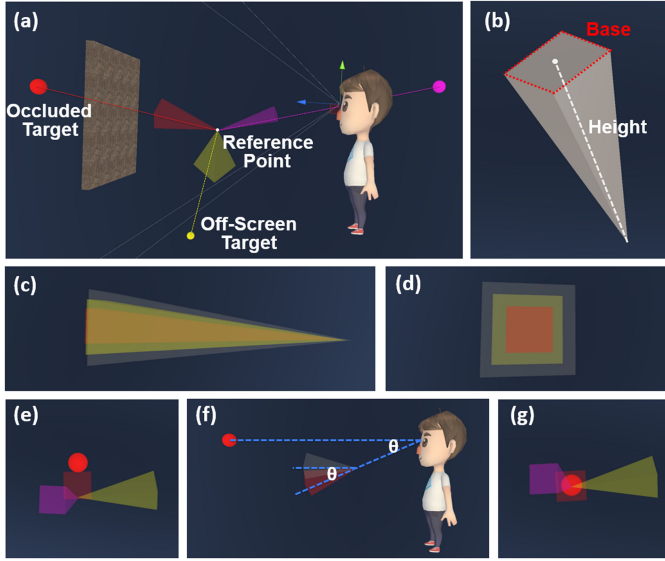 (a)
Occluded
Target
Reference
Point
Off-Screen
Target
(b)
Base
Height
(c)
(d)
(e)
(f)
θ
θ
(g)